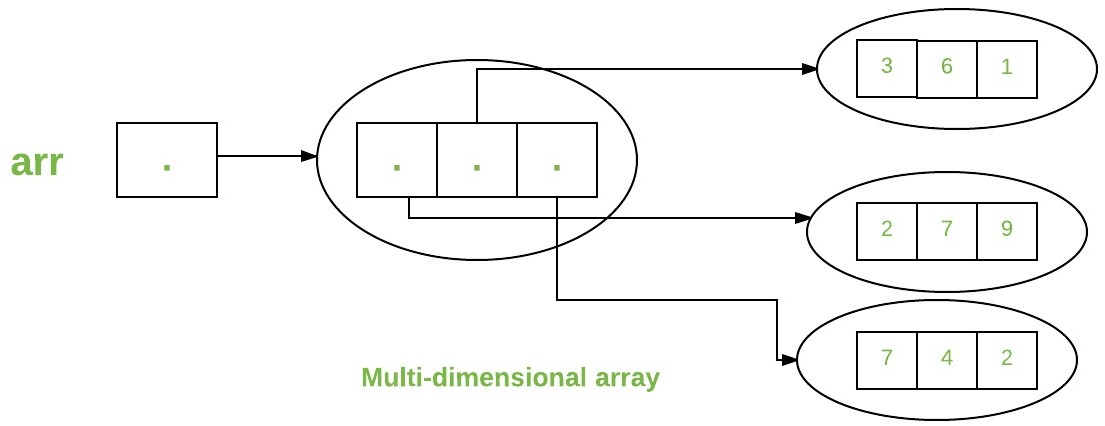 arr
. . . .
3 6 1
2 7 9
7 4 2
Multi-dimensional array